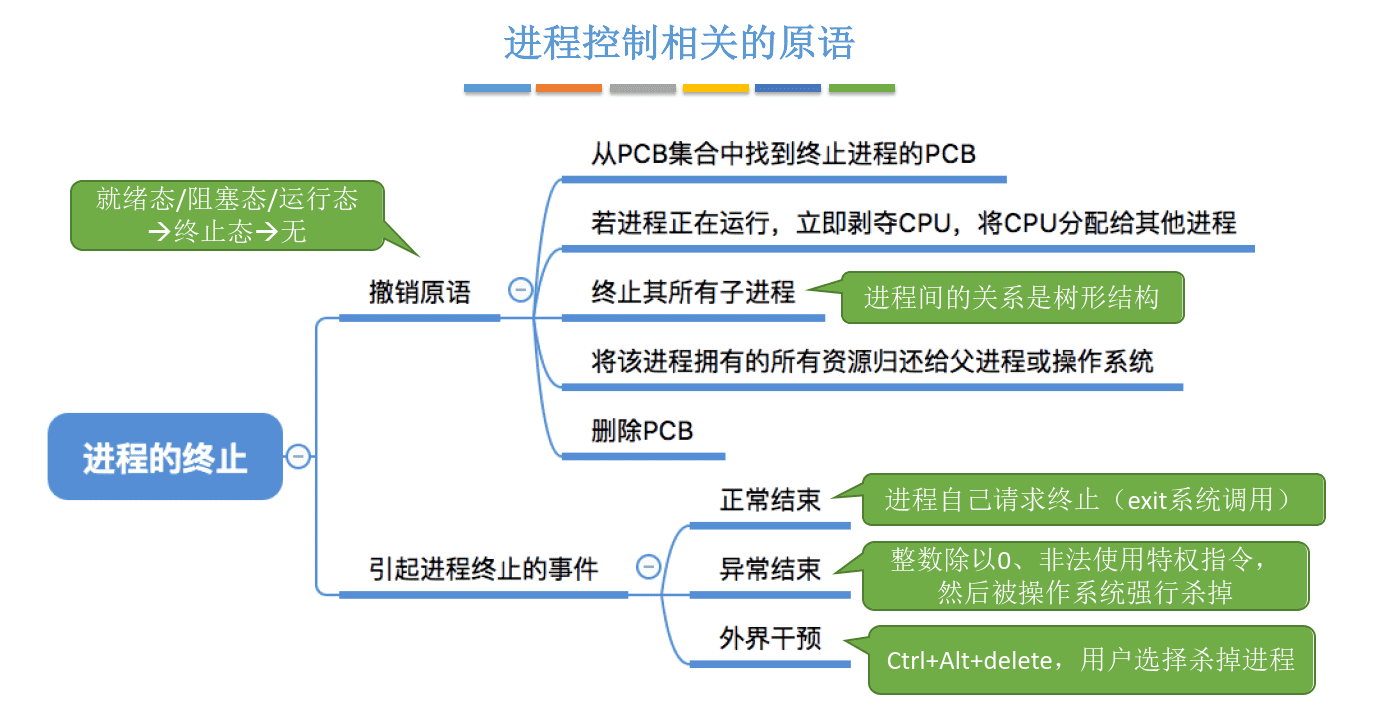 进程控制相关的原语
从PCB集合中找到终止进程的PCB
就绪态/阻塞态/运行态
→终止态→无
若进程正在运行，立即剥夺CPU，将CPU分配给其他进程
撤销原语
终止其所有子进程
进程间的关系是树形结构
将该进程拥有的所有资源归还给父进程或操作系统
删除PCB
进程的终止
正常结束
进程自己请求终止（exit系统调用）
引起进程终止的事件
异常结束
整数除以0、非法使用特权指令，
然后被操作系统强行杀掉
外界干预
Ctrl+Alt+delete，用户选择杀掉进程